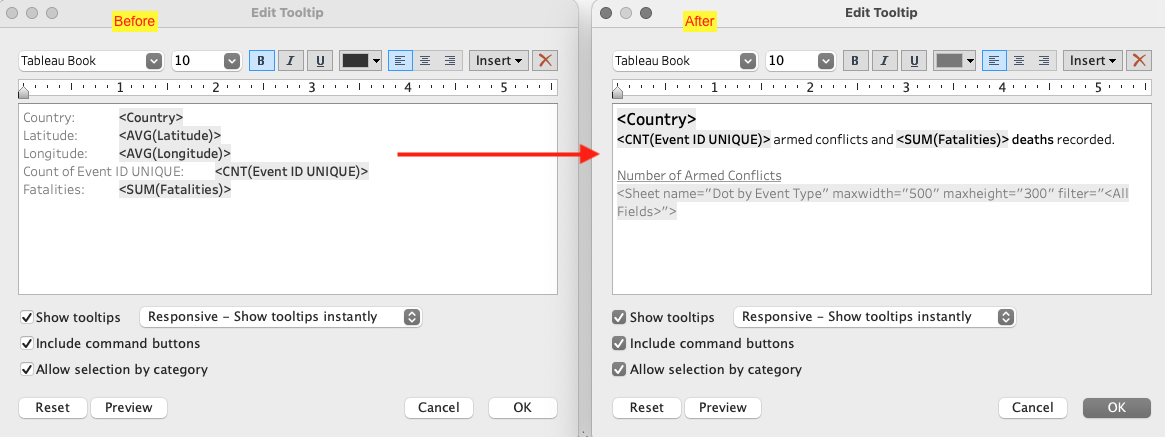 Before
Edit Tooltip
Tableau Book 10 B I U Insert
1 2 3 4 5
Country: <Country>
Latitude: <AVG(Latitude)>
Longitude: <AVG(Longitude)>
Count of Event ID UNIQUE: <CNT(Event ID UNIQUE)>
Fatalities: <SUM(Fatalities)>
Show tooltips Responsive – Show tooltips instantly
Include command buttons
Allow selection by category
Reset Preview Cancel OK
After
Edit Tooltip
Tableau Book 10 B I U Insert
1 2 3 4 5
<Country>
<CNT(Event ID UNIQUE)> armed conflicts and <SUM(Fatalities)> deaths recorded.
Number of Armed Conflicts
<Sheet name="Dot by Event Type" maxwidth="500" maxheight="300" filter="<All
Fields>">
Show tooltips Responsive – Show tooltips instantly
Include command buttons
Allow selection by category
Reset Preview Cancel OK